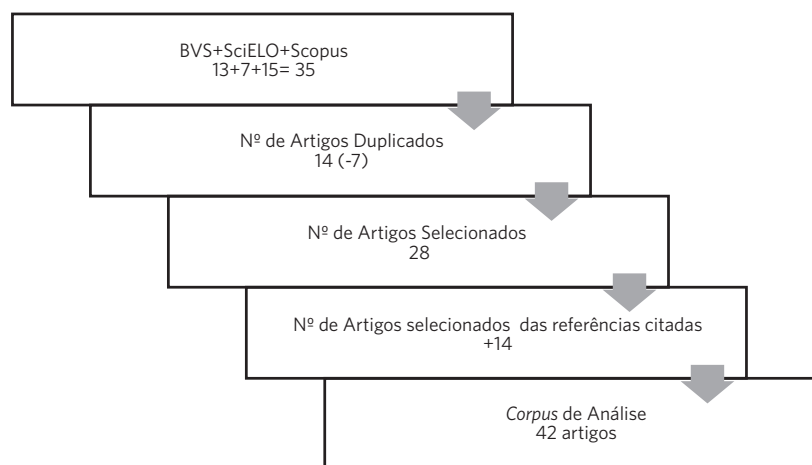 BVS+SciELO+Scopus
13+7+15= 35
Nº de Artigos Duplicados
14 (-7)
Nº de Artigos Selecionados
28
Nº de Artigos selecionados das referências citadas
+14
Corpus de Análise
42 artigos